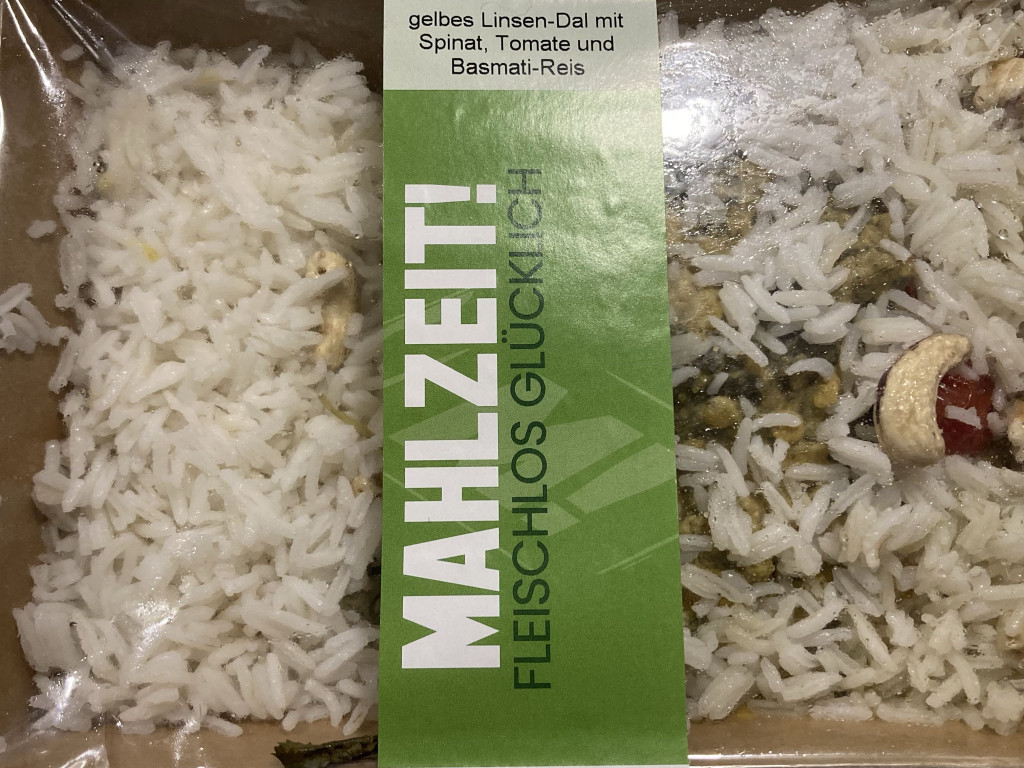 gelbes Linsen-Dal mit
Spinat, Tomate und
Basmati-Reis
MAHLZEIT!
FLEISCHLOS GLÜCKLICH